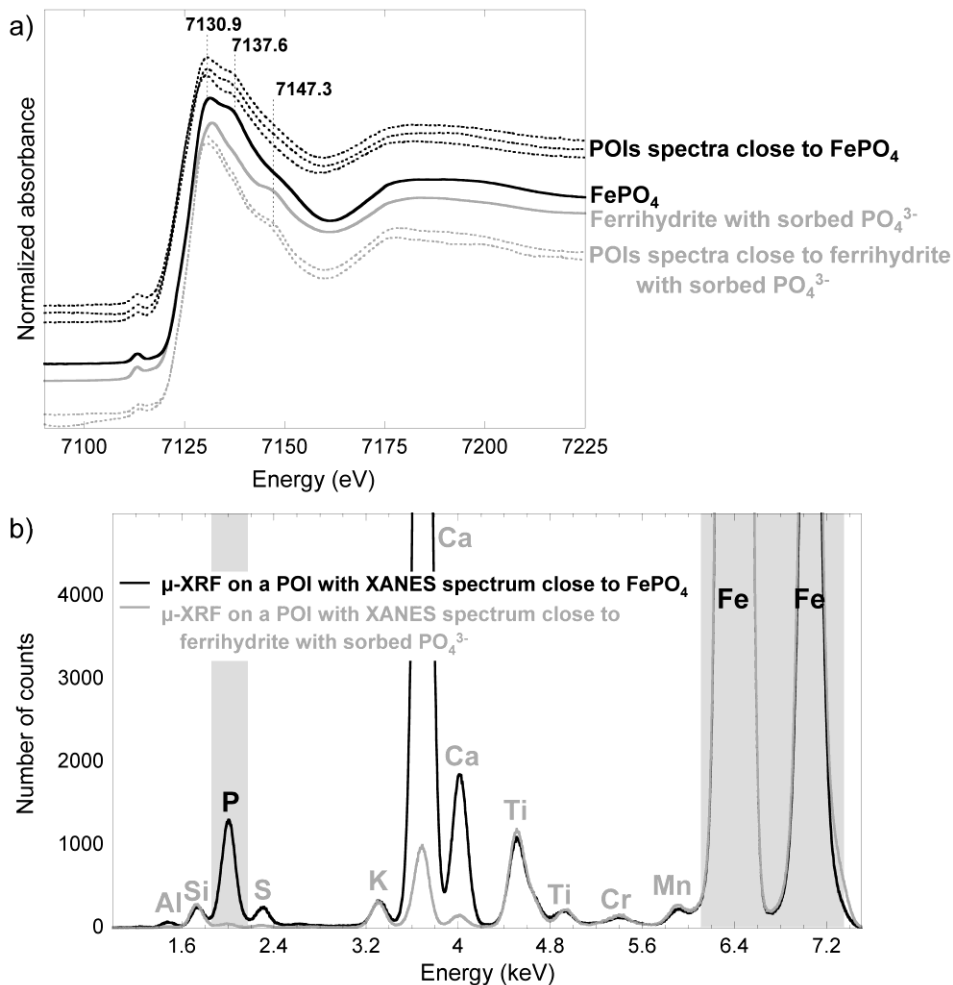 a)
7130.9
7137.6
7147.3
Normalized absorbance
POIs spectra close to FePO₄
FePO₄
Ferrihydrite with sorbed PO₄³⁻
POIs spectra close to ferrihydrite
with sorbed PO₄³⁻
7100 7125 7150 7175 7200 7225
Energy (eV)
b)
Ca
μ-XRF on a POI with XANES spectrum close to FePO₄
μ-XRF on a POI with XANES spectrum close to
ferrihydrite with sorbed PO₄³⁻
Fe Fe
4000
3000
2000
1000
0
Number of counts
Ca
Ti
P
Al Si S K Ti Cr Mn
1.6 2.4 3.2 4 4.8 5.6 6.4 7.2
Energy (keV)